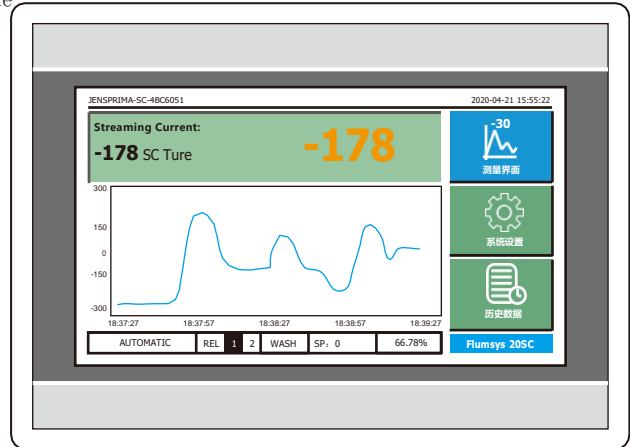 JENSPRIMA-SC-4BC6051 2020-04-21 15:55:22
Streaming Current:
-178 SC Ture
-178
-30
测量界面
系统设置
历史数据
300
150
0
-150
-300
18:37:27 18:37:57 18:38:27 18:38:57 18:39:27
AUTOMATIC REL 1 2 WASH SP: 0 66.78%
Flumsys 20SC